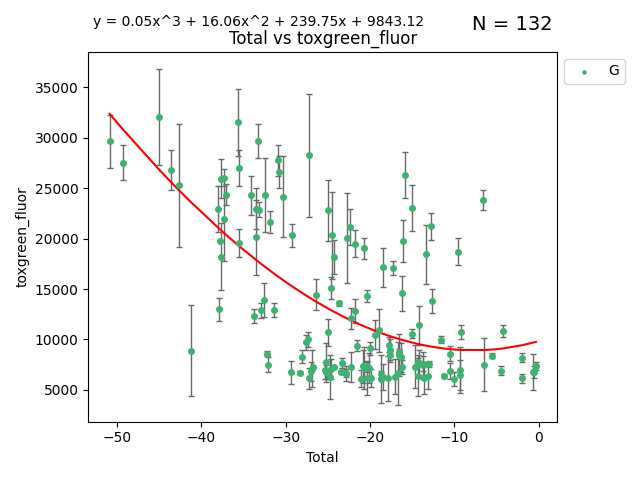 y = 0.05x^3 + 16.06x^2 + 239.75x + 9843.12
N = 132
Total vs toxgreen_fluor
G
35000
30000
25000
20000
15000
10000
5000
toxgreen_fluor
−50 −40 −30 −20 −10 0
Total